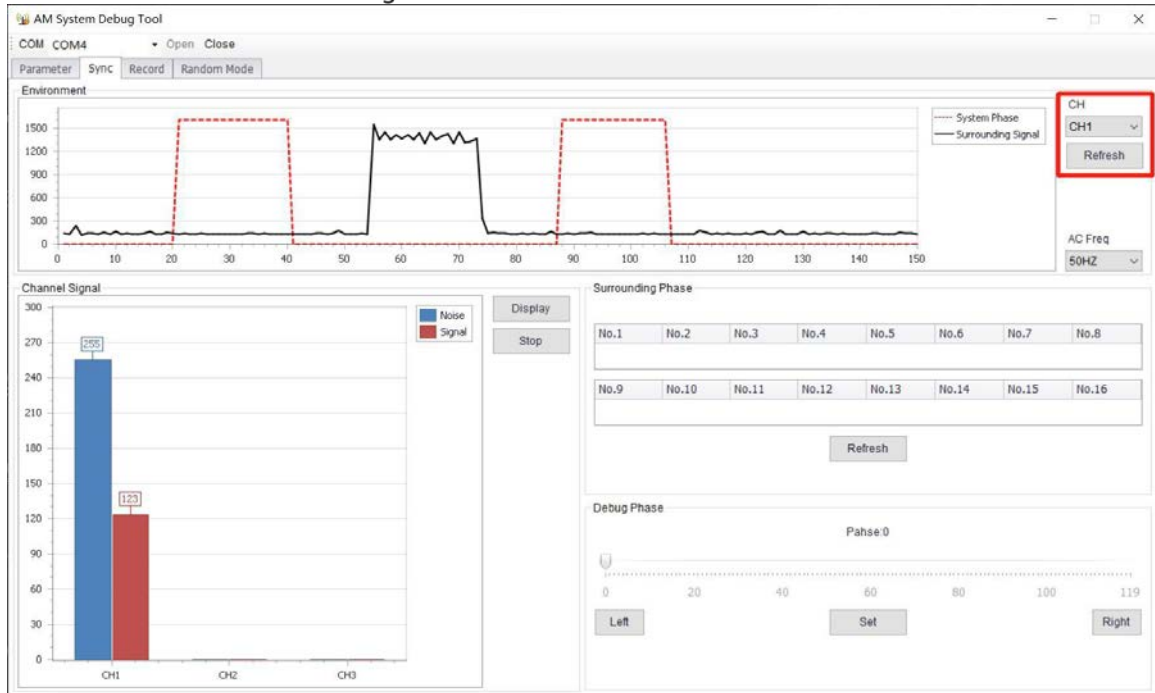 AM System Debug Tool
COM COM4 Open Close
Parameter Sync Record Random Mode
Environment
1500
1200
900
600
300
0
0 10 20 30 40 50 60 70 80 90 100 110 120 130 140 150
System Phase
Surrounding Signal
CH
CH1
Refresh
AC Freq
50HZ
Channel Signal
300
270
240
210
180
150
120
90
60
30
0
255
123
CH1 CH2 CH3
Noise
Signal
Display
Stop
Surrounding Phase
No.1 No.2 No.3 No.4 No.5 No.6 No.7 No.8
No.9 No.10 No.11 No.12 No.13 No.14 No.15 No.16
Refresh
Debug Phase
Pahse:0
0 20 40 60 80 100 119
Left Set Right